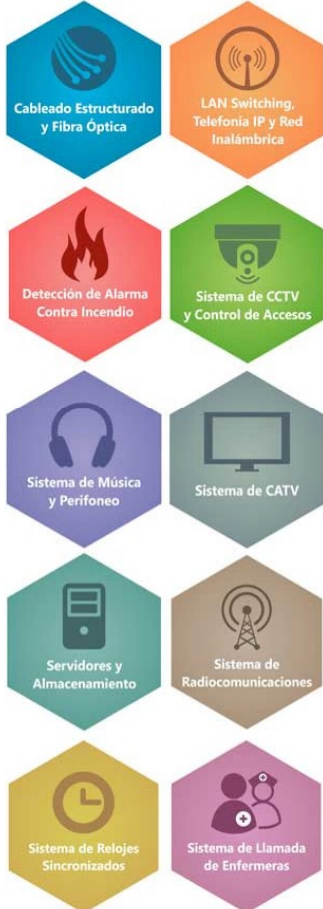 Cableado Estructurado
y Fibra Óptica
LAN Switching,
Telefonía IP y Red
Inalámbrica
Detección de Alarma
Contra Incendio
Sistema de CCTV
y Control de Accesos
Sistema de Música
y Perifoneo
Sistema de CATV
Servidores y
Almacenamiento
Sistema de
Radiocomunicaciones
Sistema de Relojes
Sincronizados
Sistema de Llamada
de Enfermeras